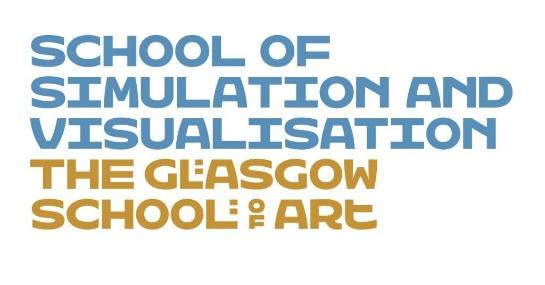 SCHOOL OF
SIMULATION AND
VISUALISATION
THE GLASGOW
SCHOOL OF ART